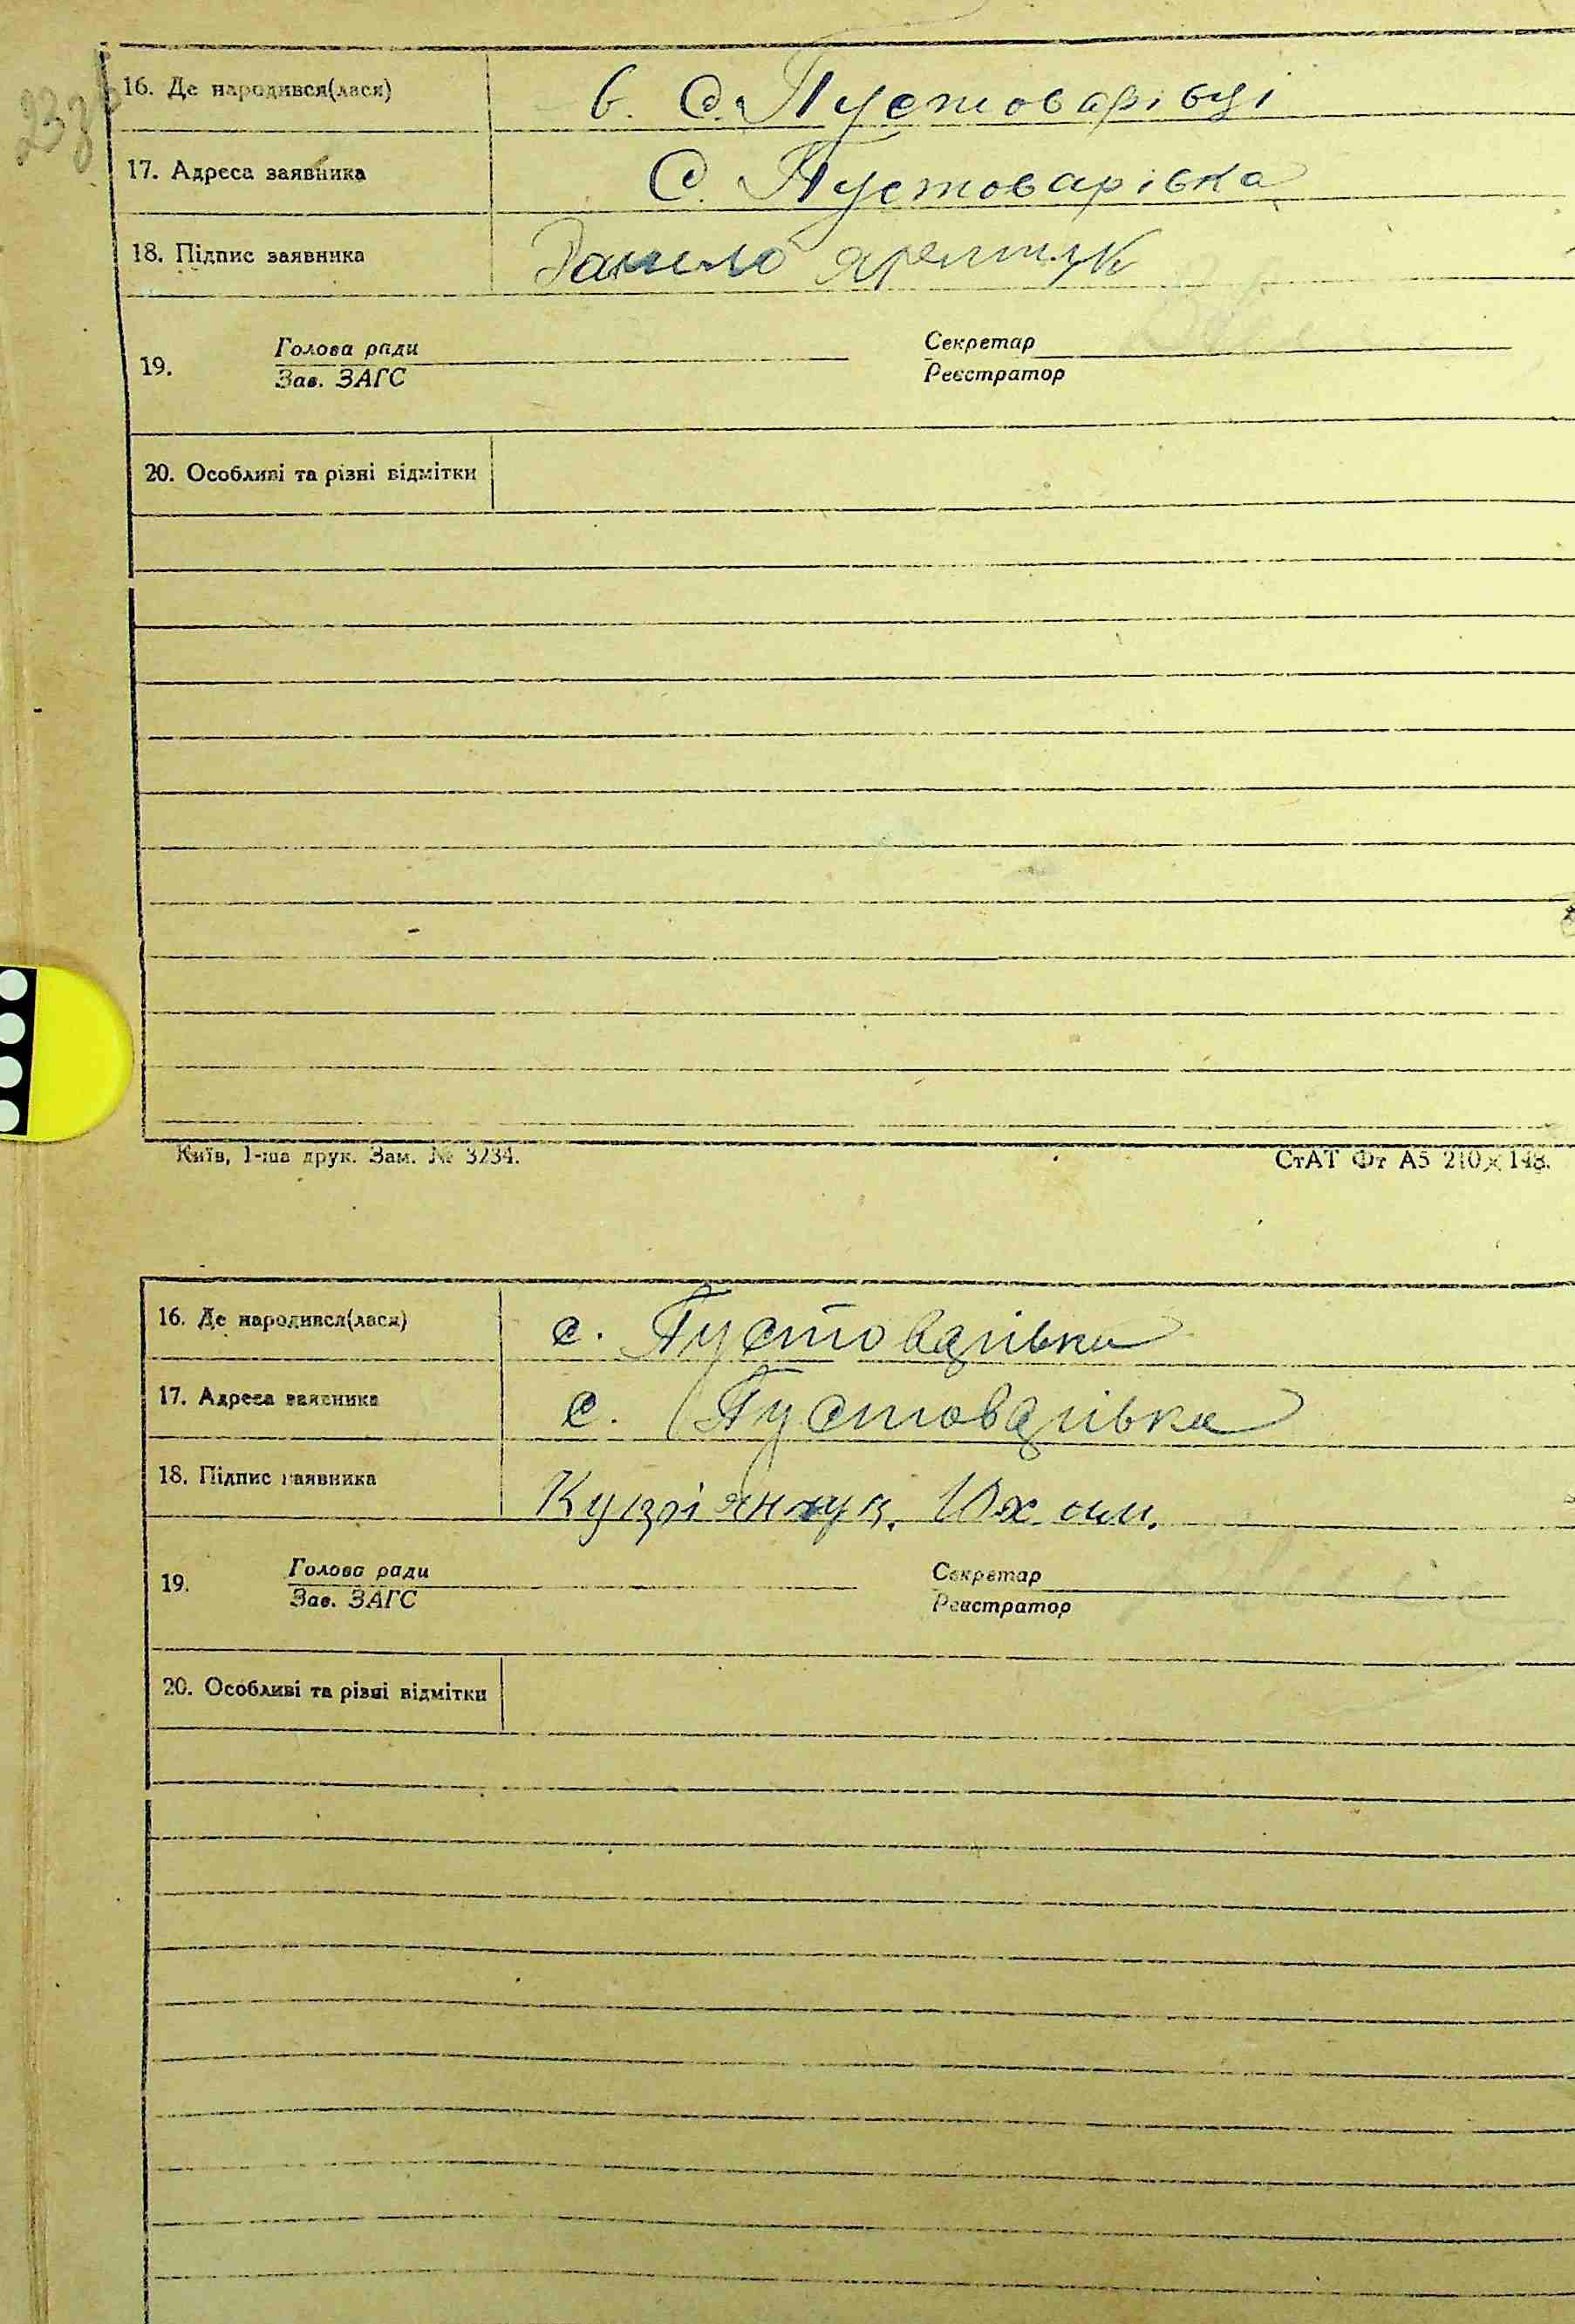 16. Де народився(лася) в. с. Пустоварівці
17. Адреса заявника С. Пустоварівка
18. Підпис заявника Данило
19. Голова ради Секретар
Зав. ЗАГС Реєстратор
20. Особливі та різні відмітки
Київ, 1-ша друк. Зам. № 3234. СтАТ Фт А5 210×148.
16. Де народився(лася) с. Пустоварівка
17. Адреса заявника с. Пустоварівка
18. Підпис заявника
19. Голова ради Секретар
Зав. ЗАГС Реєстратор
20. Особливі та різні відмітки